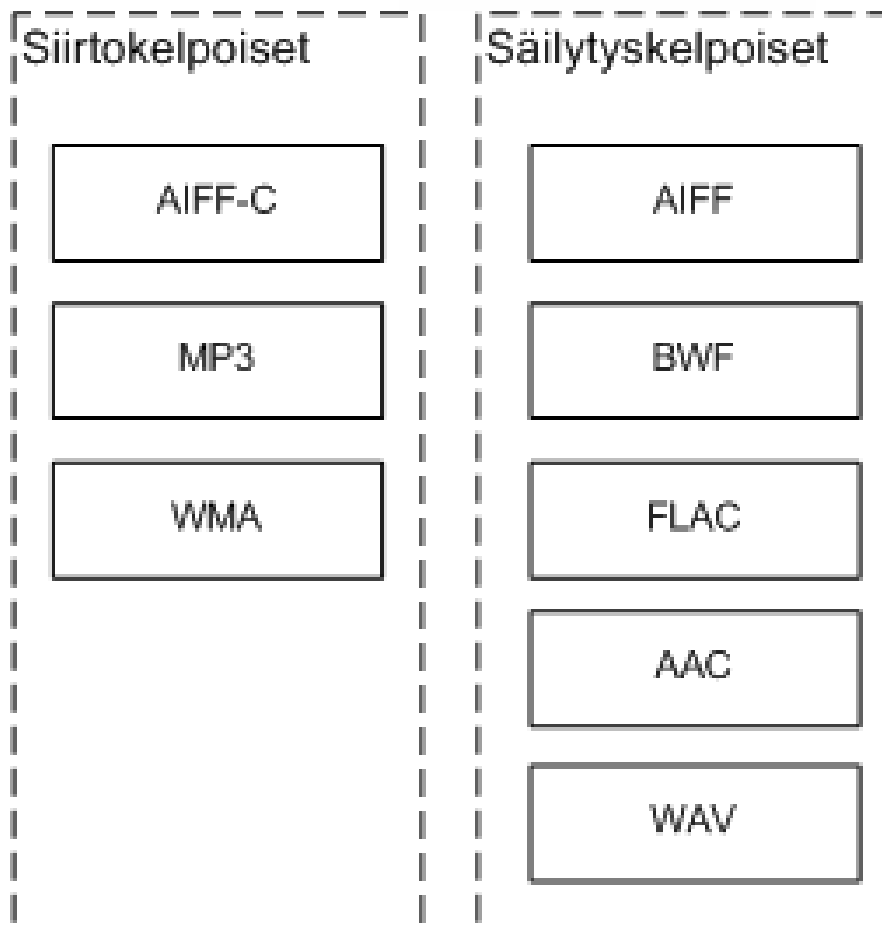 Siirtokelpoiset
AIFF-C
MP3
WMA
Säilytyskelpoiset
AIFF
BWF
FLAC
AAC
WAV